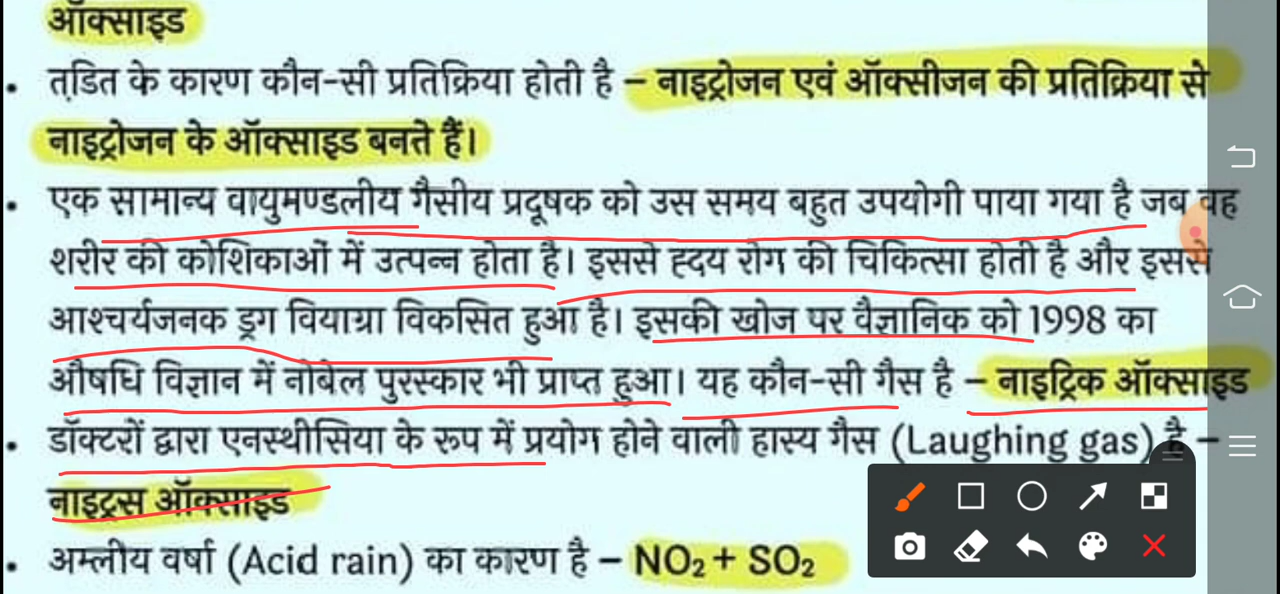 ऑक्साइड
• तडि़त के कारण कौन-सी प्रतिक्रिया होती है – नाइट्रोजन एवं ऑक्सीजन की प्रतिक्रिया से
नाइट्रोजन के ऑक्साइड बनते हैं।
• एक सामान्य वायुमण्डलीय गैसीय प्रदूषक को उस समय बहुत उपयोगी पाया गया है जब वह
शरीर की कोशिकाओं में उत्पन्न होता है। इससे ह्दय रोग की चिकित्सा होती है और इससे
आश्चर्यजनक ड्रग वियाग्रा विकसित हुआ है। इसकी खोज पर वैज्ञानिक को 1998 का
औषधि विज्ञान में नोबेल पुरस्कार भी प्राप्त हुआ। यह कौन-सी गैस है – नाइट्रिक ऑक्साइड
• डॉक्टरों द्वारा एनस्थीसिया के रूप में प्रयोग होने वाली हास्य गैस (Laughing gas) है –
नाइट्रस ऑक्साइड
• अम्लीय वर्षा (Acid rain) का कारण है – NO₂ + SO₂